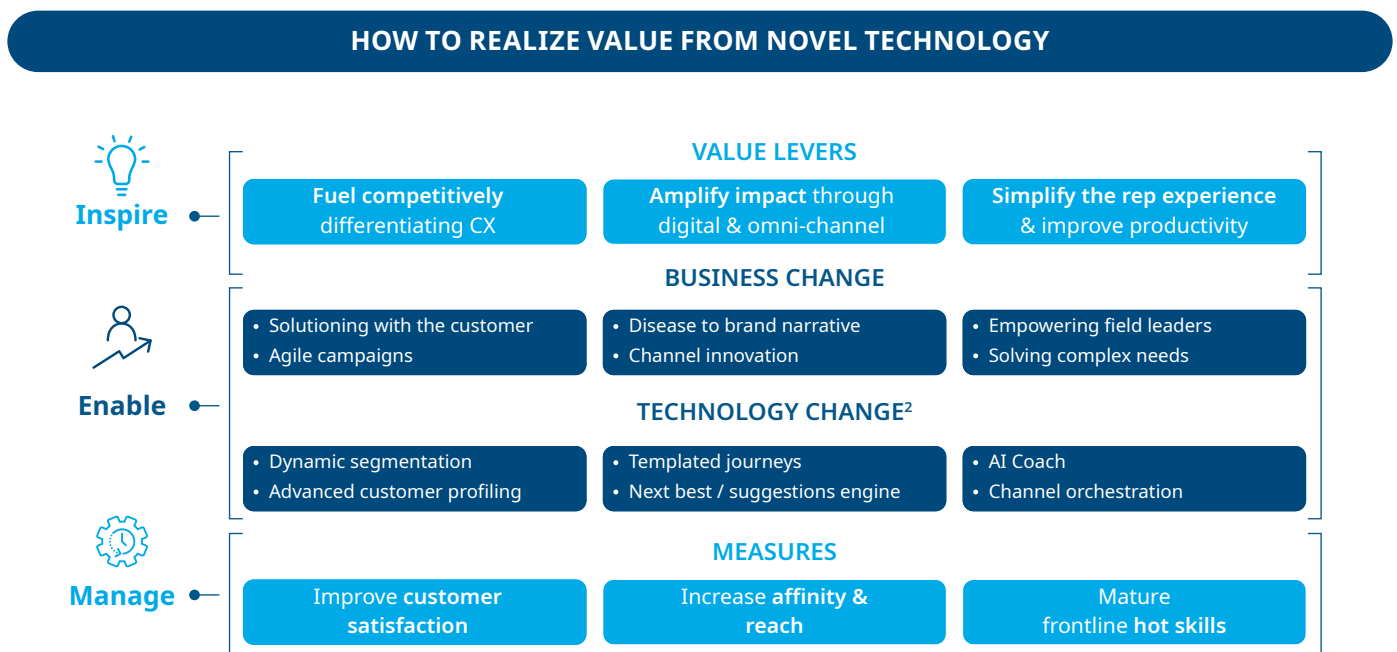 HOW TO REALIZE VALUE FROM NOVEL TECHNOLOGY
Inspire
VALUE LEVERS
Fuel competitively
differentiating CX
Amplify impact through
digital & omni-channel
Simplify the rep experience
& improve productivity
Enable
BUSINESS CHANGE
• Solutioning with the customer
• Agile campaigns
• Disease to brand narrative
• Channel innovation
• Empowering field leaders
• Solving complex needs
TECHNOLOGY CHANGE²
• Dynamic segmentation
• Advanced customer profiling
• Templated journeys
• Next best / suggestions engine
• AI Coach
• Channel orchestration
Manage
MEASURES
Improve customer
satisfaction
Increase affinity &
reach
Mature
frontline hot skills